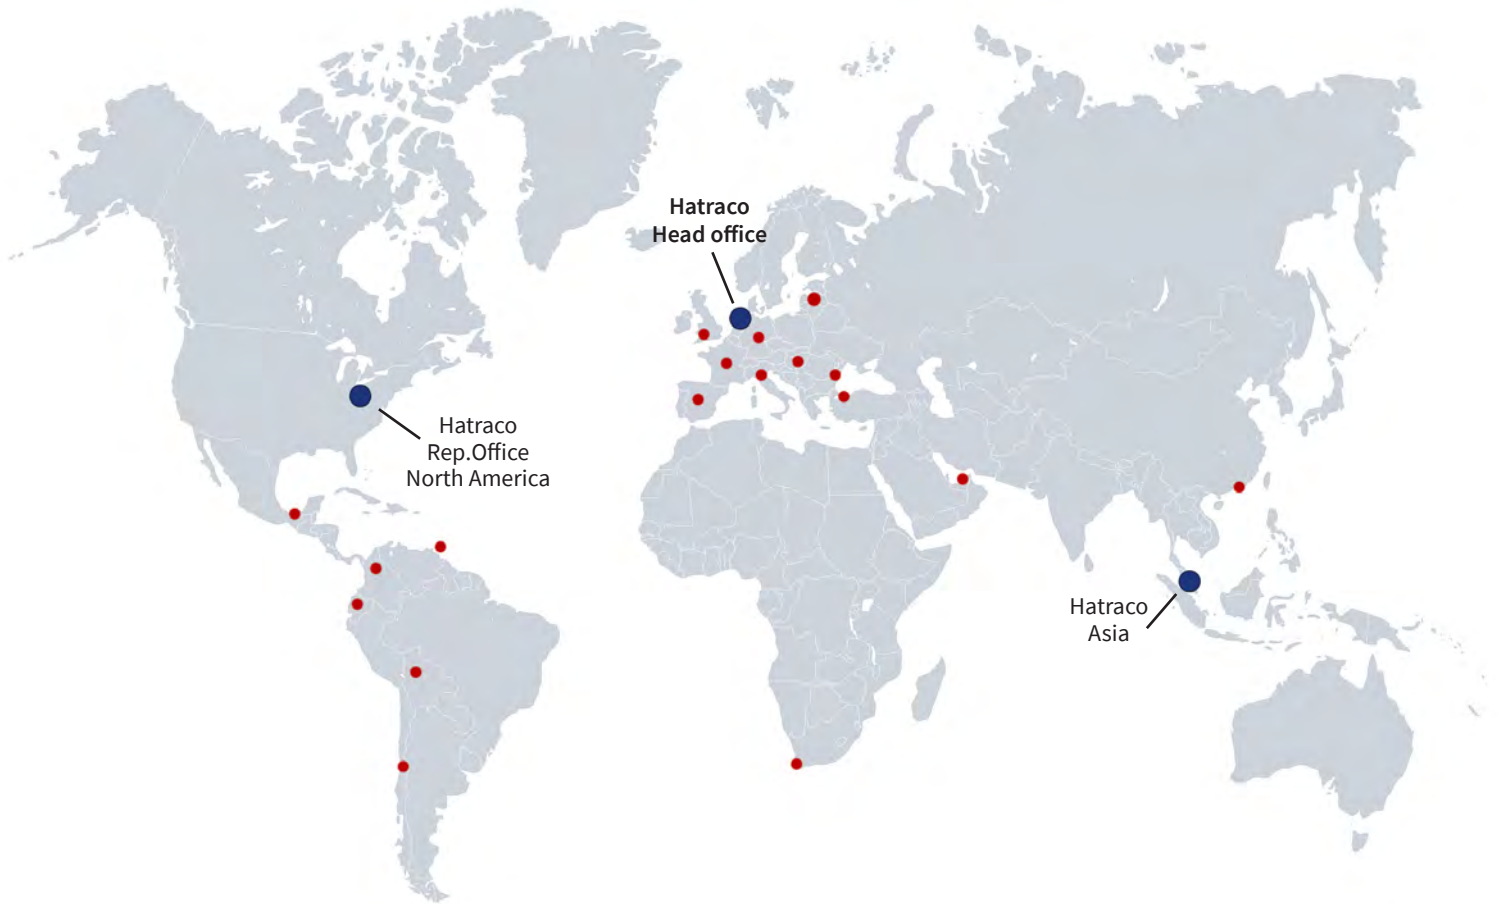 Hatraco
Head office
Hatraco
Rep.Office
North America
Hatraco
Asia